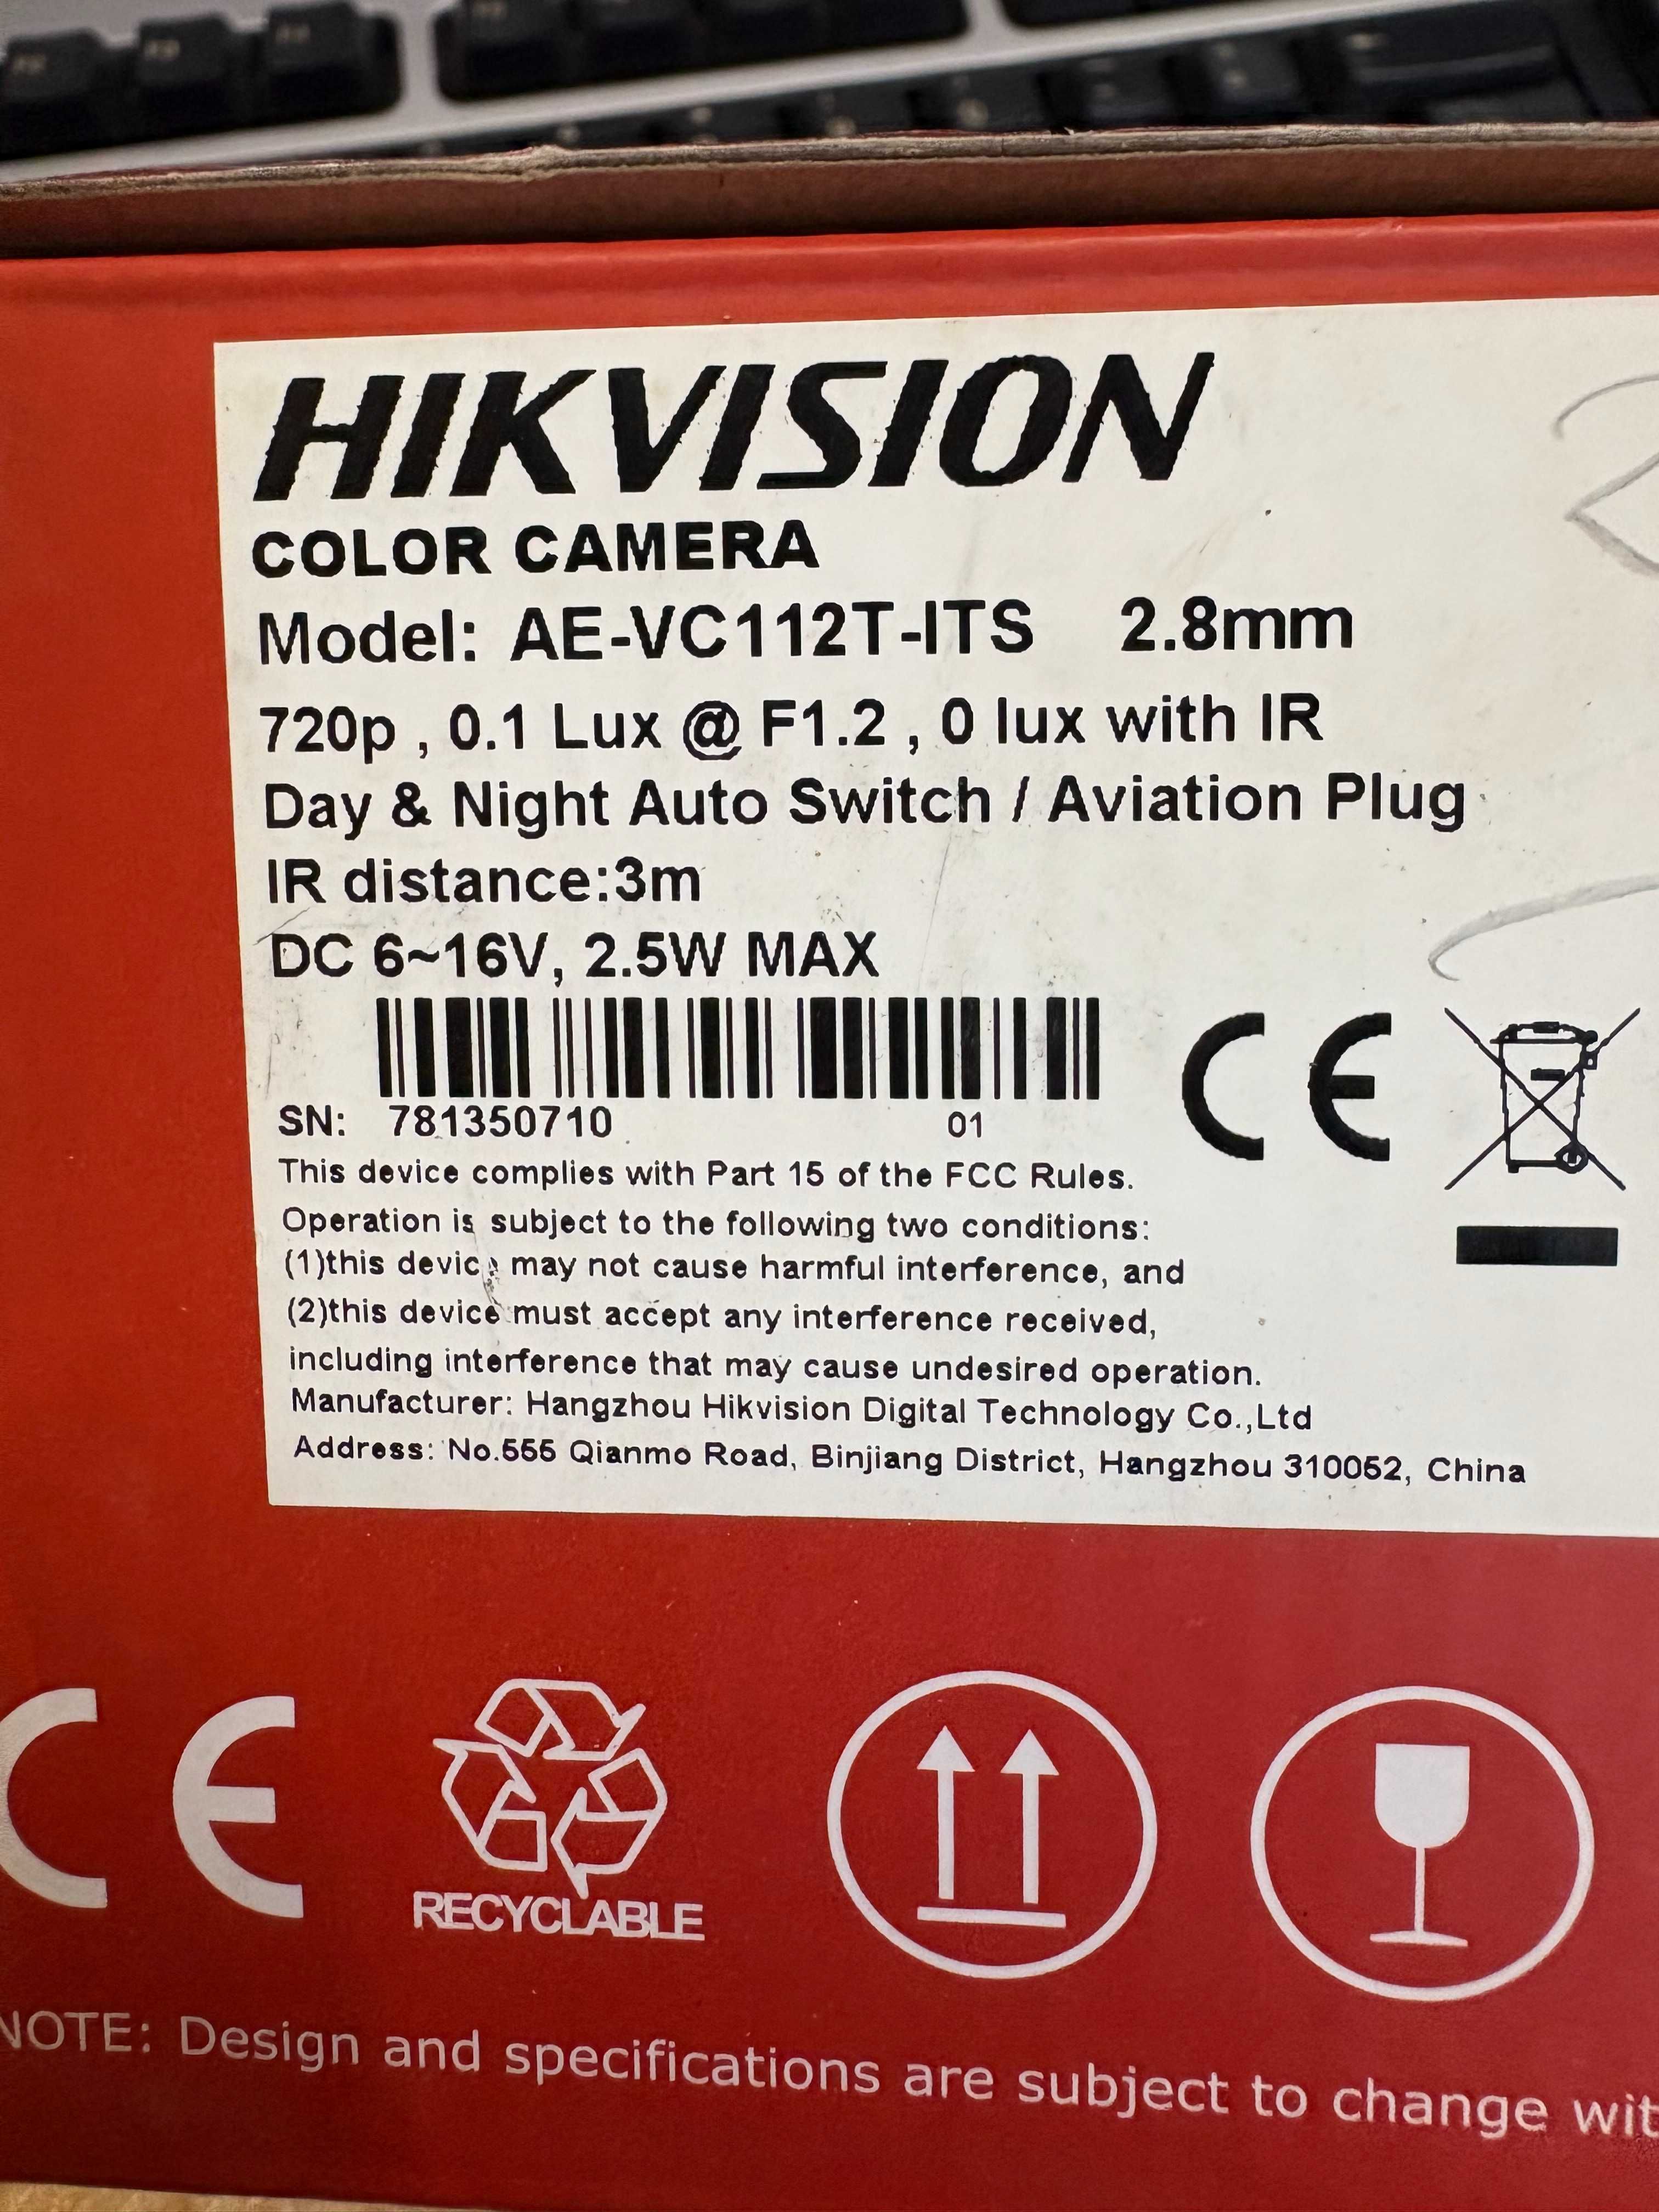 HIKVISION
COLOR CAMERA
Model: AE-VC112T-ITS 2.8mm
720p , 0.1 Lux @ F1.2 , 0 lux with IR
Day & Night Auto Switch / Aviation Plug
IR distance:3m
DC 6~16V, 2.5W MAX
CE
SN: 781350710 01
This device complies with Part 15 of the FCC Rules.
Operation is subject to the following two conditions:
(1)this device may not cause harmful interference, and
(2)this device must accept any interference received,
including interference that may cause undesired operation.
Manufacturer: Hangzhou Hikvision Digital Technology Co.,Ltd
Address: No.555 Qianmo Road, Binjiang District, Hangzhou 310052, China
CE
RECYCLABLE
NOTE: Design and specifications are subject to change wit